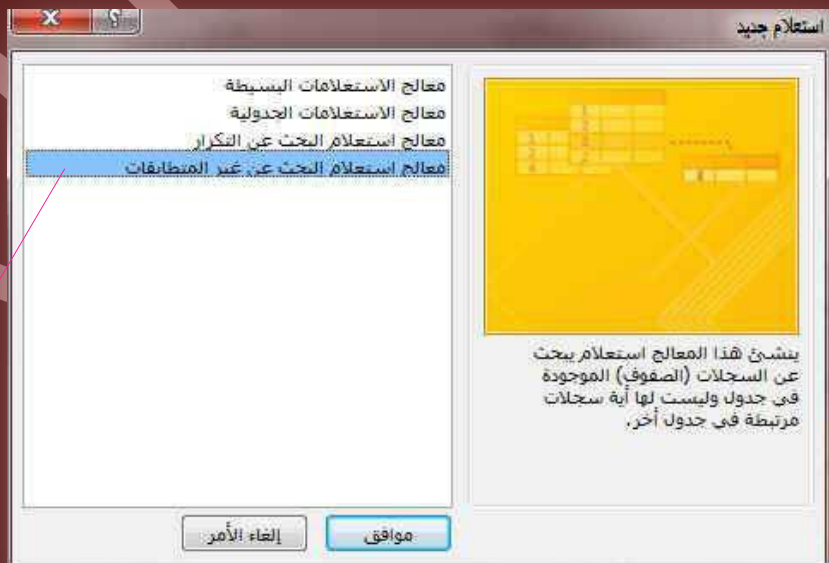 استعلام جديد
معالج الاستعلامات البسيطة
معالج الاستعلامات الجدولية
معالج استعلام البحث عن التكرار
معالج استعلام البحث عن غير المتطابقات
ينشئ هذا المعالج استعلام يبحث
عن السجلات (الصفوف) الموجودة
في جدول وليست لها أية سجلات
مرتبطة في جدول أخر.
موافق
إلغاء الأمر